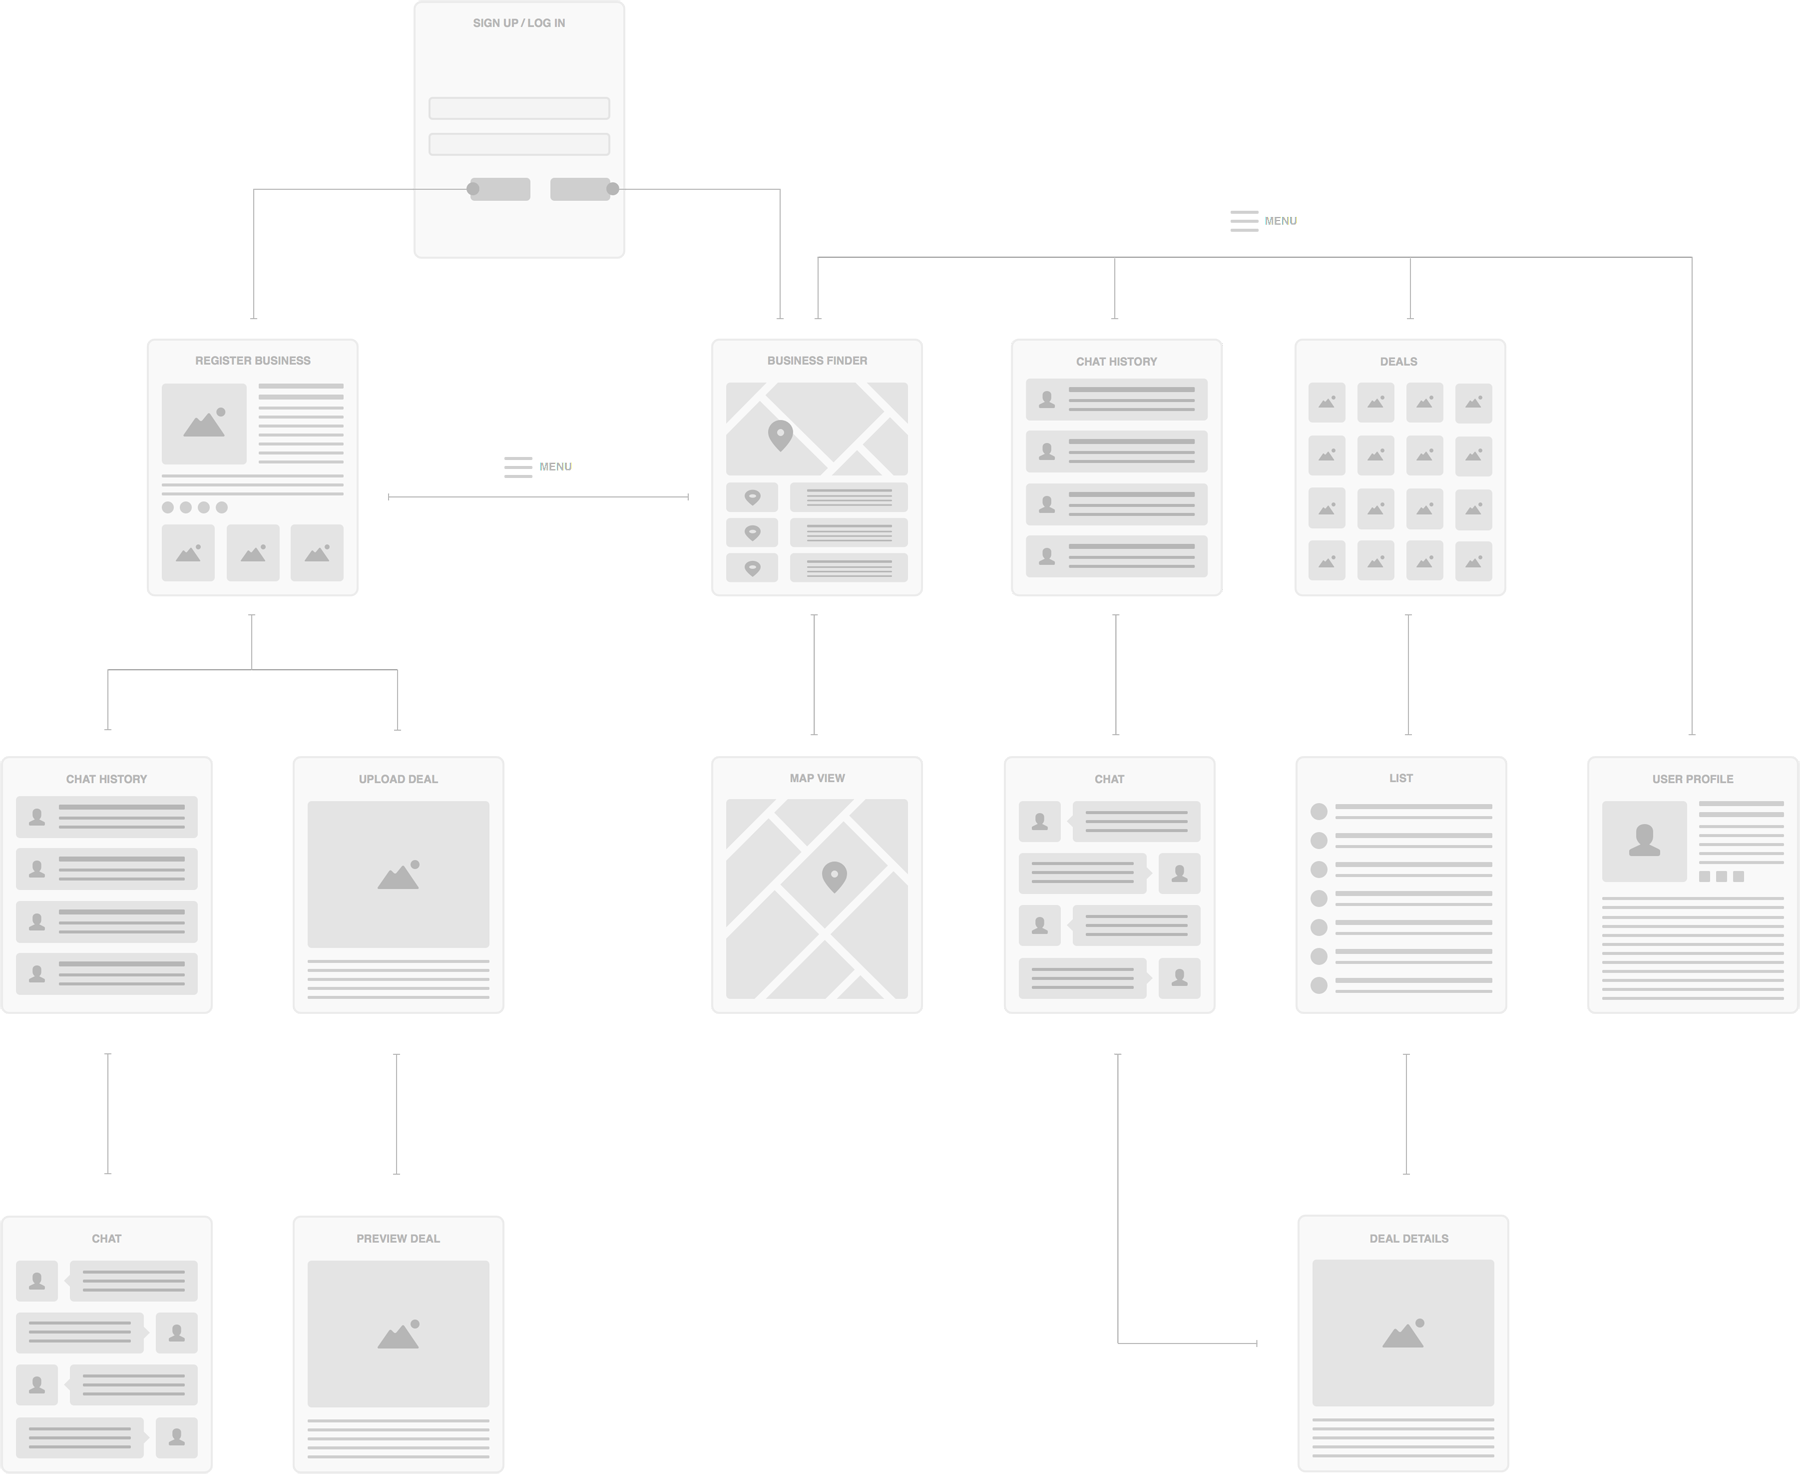 SIGN UP / LOG IN
MENU
REGISTER BUSINESS
BUSINESS FINDER
CHAT HISTORY
DEALS
MENU
CHAT HISTORY
UPLOAD DEAL
MAP VIEW
CHAT
LIST
USER PROFILE
CHAT
PREVIEW DEAL
DEAL DETAILS